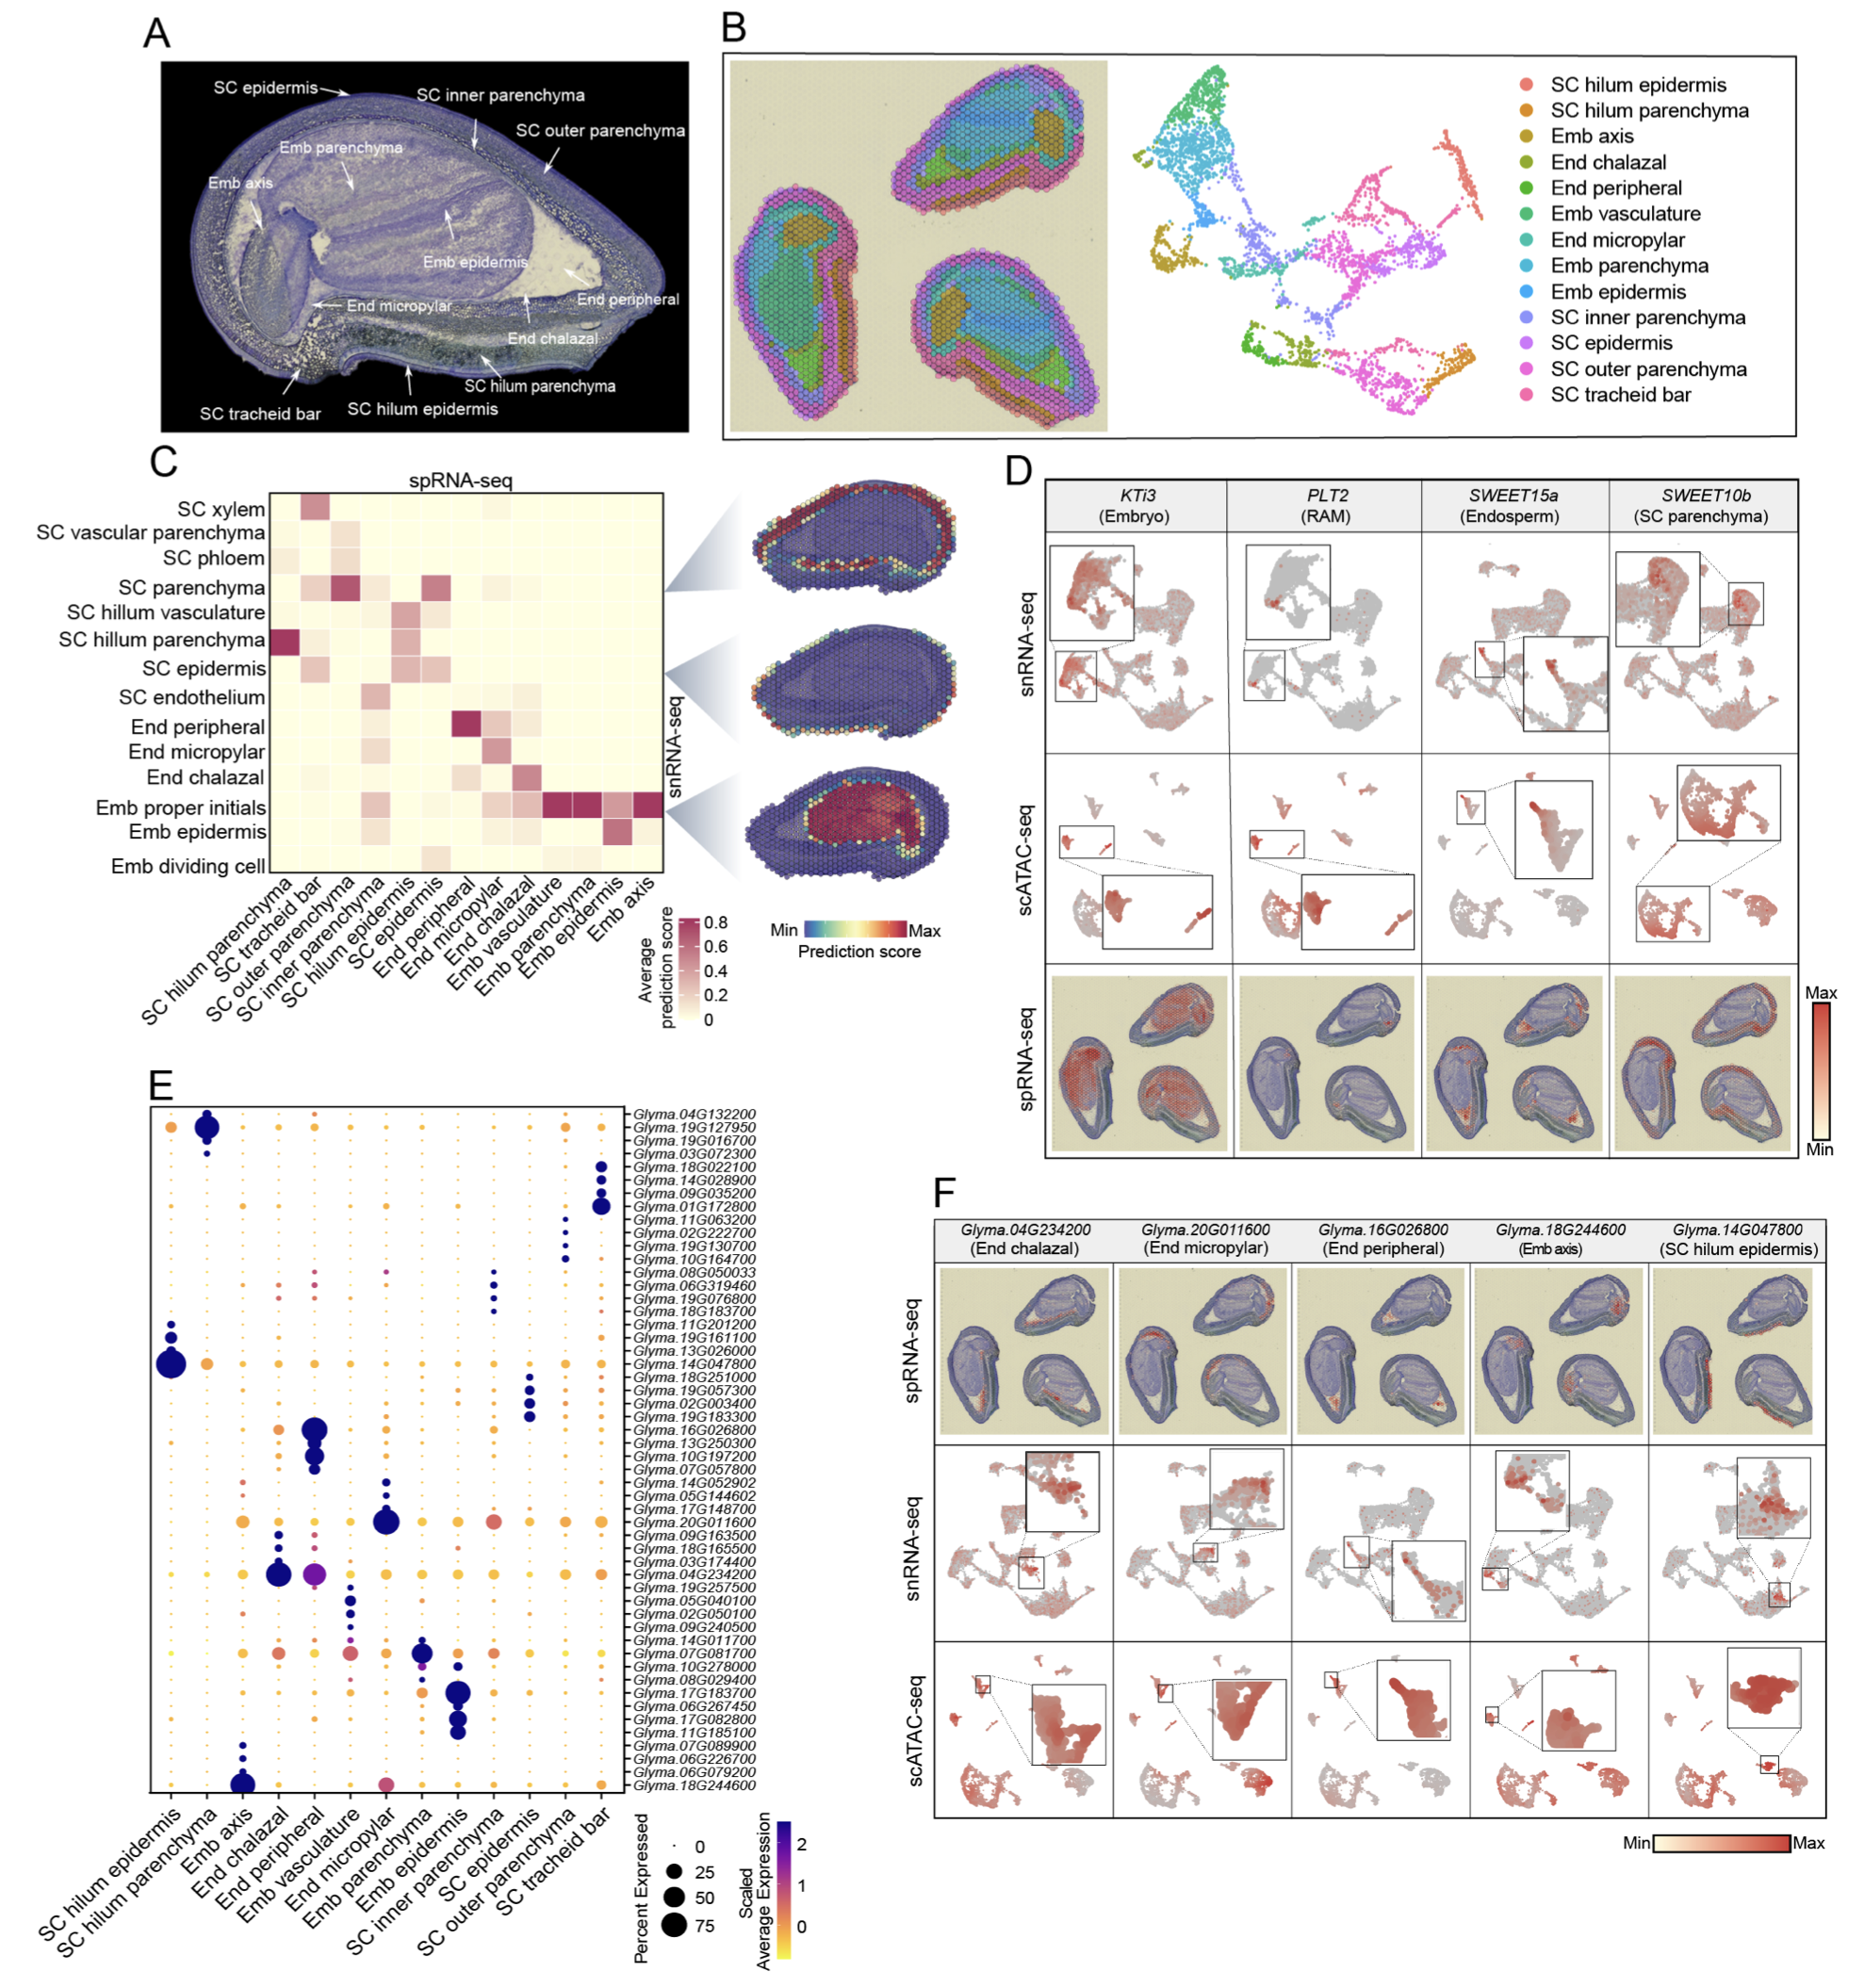 A
SC epidermis
SC inner parenchyma
SC outer parenchyma
Emb parenchyma
Emb axis
Emb epidermis
End micropylar
End peripheral
End chalazal
SC hilum parenchyma
SC tracheid bar
SC hilum epidermis
B
SC hilum epidermis
SC hilum parenchyma
Emb axis
End chalazal
End peripheral
Emb vasculature
End micropylar
Emb parenchyma
Emb epidermis
SC inner parenchyma
SC epidermis
SC outer parenchyma
SC tracheid bar
C
spRNA-seq
SC xylem
SC vascular parenchyma
SC phloem
SC parenchyma
SC hillum vasculature
SC hillum parenchyma
SC epidermis
SC endothelium
End peripheral
End micropylar
End chalazal
Emb proper initials
Emb epidermis
Emb dividing cell
snRNA-seq
SC hilum parenchyma
SC tracheid bar
SC outer parenchyma
SC inner parenchyma
SC hilum epidermis
SC epidermis
End peripheral
End micropylar
End chalazal
Emb vasculature
Emb parenchyma
Emb epidermis
Emb axis
Average
prediction score
0.8
0.6
0.4
0.2
0
Min
Max
Prediction score
D
KTi3
(Embryo)
PLT2
(RAM)
SWEET15a
(Endosperm)
SWEET10b
(SC parenchyma)
snRNA-seq
scATAC-seq
spRNA-seq
Max
Min
E
Glyma.04G132200
Glyma.19G127950
Glyma.19G016700
Glyma.03G072300
Glyma.18G022100
Glyma.14G028900
Glyma.09G035200
Glyma.01G172800
Glyma.11G063200
Glyma.02G222700
Glyma.19G130700
Glyma.10G164700
Glyma.08G050033
Glyma.06G319460
Glyma.19G076800
Glyma.18G183700
Glyma.11G201200
Glyma.19G161100
Glyma.13G026000
Glyma.14G047800
Glyma.18G251000
Glyma.19G057300
Glyma.02G003400
Glyma.19G183300
Glyma.16G026800
Glyma.13G250300
Glyma.10G197200
Glyma.07G057800
Glyma.14G052902
Glyma.05G144602
Glyma.17G148700
Glyma.20G011600
Glyma.09G163500
Glyma.18G165500
Glyma.03G174400
Glyma.04G234200
Glyma.19G257500
Glyma.05G040100
Glyma.02G050100
Glyma.09G240500
Glyma.14G011700
Glyma.07G081700
Glyma.10G278000
Glyma.08G029400
Glyma.17G183700
Glyma.06G267450
Glyma.17G082800
Glyma.11G185100
Glyma.07G089900
Glyma.06G226700
Glyma.06G079200
Glyma.18G244600
SC hilum epidermis
SC hilum parenchyma
Emb axis
End chalazal
End peripheral
Emb vasculature
End micropylar
Emb parenchyma
Emb epidermis
SC inner parenchyma
SC epidermis
SC outer parenchyma
SC tracheid bar
Percent Expressed
0
25
50
75
Scaled
Average Expression
2
1
0
F
Glyma.04G234200
(End chalazal)
Glyma.20G011600
(End micropylar)
Glyma.16G026800
(End peripheral)
Glyma.18G244600
(Emb axis)
Glyma.14G047800
(SC hilum epidermis)
spRNA-seq
snRNA-seq
scATAC-seq
Min
Max